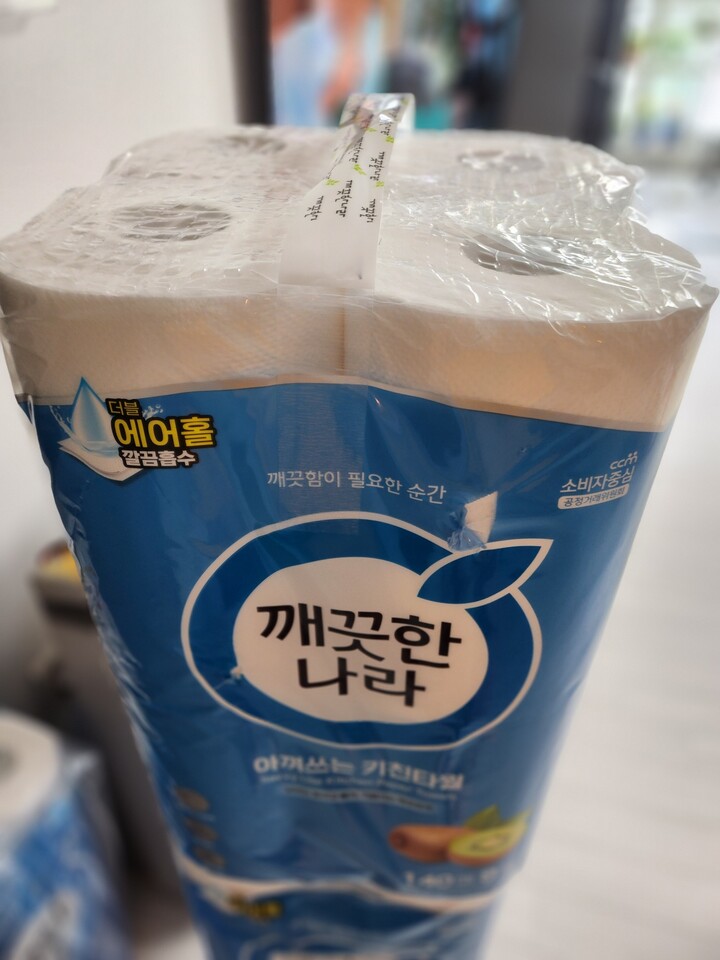 더블
에어홀
깔끔흡수
깨끗함이 필요한 순간
CCM
소비자중심
공정거래위원회
깨끗한
나라
아껴쓰는 키친타월
140